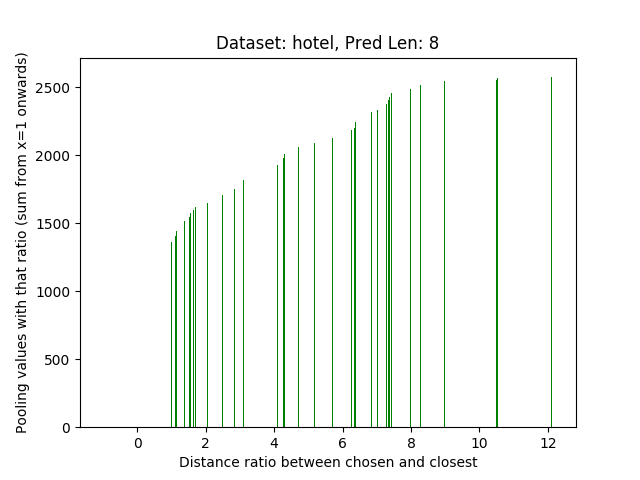 Dataset: hotel, Pred Len: 8
Pooling values with that ratio (sum from x=1 onwards)
2500
2000
1500
1000
500
0
0 2 4 6 8 10 12
Distance ratio between chosen and closest